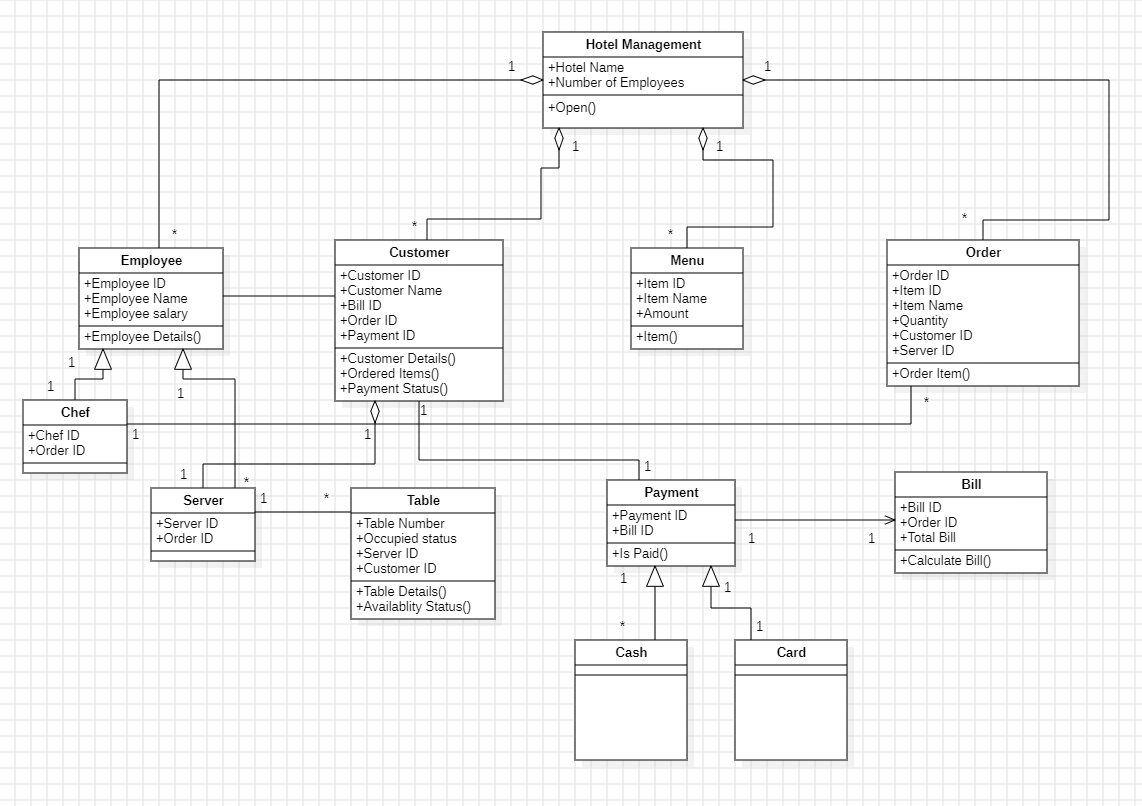 Hotel Management
+Hotel Name
+Number of Employees
+Open()
1
1
1
1
*
*
*
*
Employee
+Employee ID
+Employee Name
+Employee salary
+Employee Details()
Customer
+Customer ID
+Customer Name
+Bill ID
+Order ID
+Payment ID
+Customer Details()
+Ordered Items()
+Payment Status()
Menu
+Item ID
+Item Name
+Amount
+Item()
Order
+Order ID
+Item ID
+Item Name
+Quantity
+Customer ID
+Server ID
+Order Item()
1
1
1
*
1
1
1
Chef
+Chef ID
+Order ID
1
*
1
*
1
Server
+Server ID
+Order ID
Table
+Table Number
+Occupied status
+Server ID
+Customer ID
+Table Details()
+Availablity Status()
Payment
+Payment ID
+Bill ID
+Is Paid()
1
1
Bill
+Bill ID
+Order ID
+Total Bill
+Calculate Bill()
1
1
*
1
Cash
Card